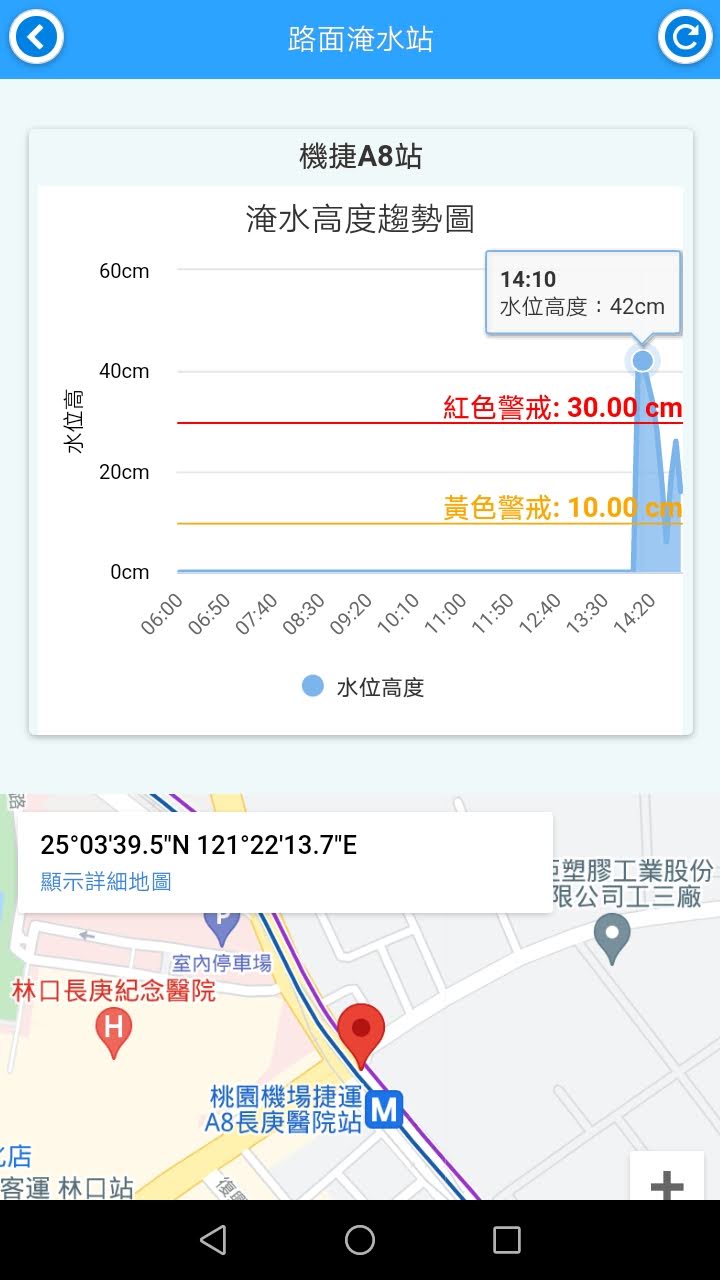 路面淹水站
機捷A8站
淹水高度趨勢圖
14:10
水位高度：42cm
60cm
40cm
20cm
0cm
水位高
紅色警戒: 30.00 cm
黃色警戒: 10.00 cm
06:00
06:50
07:40
08:30
09:20
10:10
11:00
11:50
12:40
13:30
14:20
水位高度
路
25°03'39.5"N 121°22'13.7"E
顯示詳細地圖
塑膠工業股份
限公司工三廠
P
室內停車場
林口長庚紀念醫院
H
桃園機場捷運
A8長庚醫院站
M
店
客運 林口站
復興
+